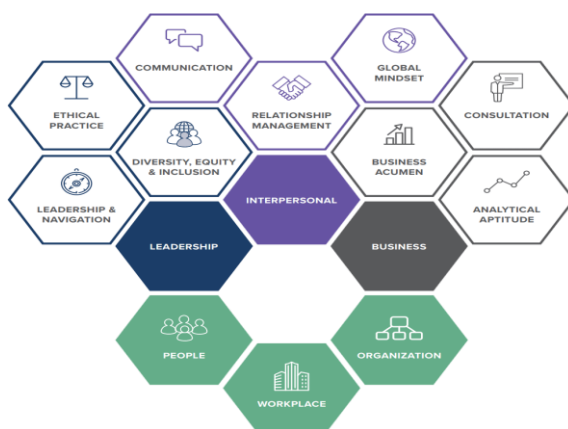 COMMUNICATION
GLOBAL
MINDSET
ETHICAL
PRACTICE
RELATIONSHIP
MANAGEMENT
CONSULTATION
DIVERSITY, EQUITY
& INCLUSION
BUSINESS
ACUMEN
LEADERSHIP &
NAVIGATION
INTERPERSONAL
ANALYTICAL
APTITUDE
LEADERSHIP
BUSINESS
PEOPLE
ORGANIZATION
WORKPLACE